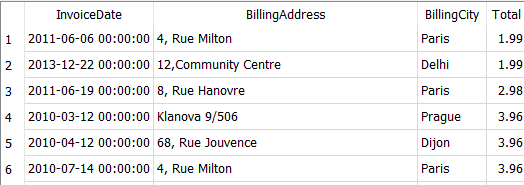 InvoiceDate BillingAddress BillingCity Total
1 2011-06-06 00:00:00 4, Rue Milton Paris 1.99
2 2013-12-22 00:00:00 12,Community Centre Delhi 1.99
3 2011-06-19 00:00:00 8, Rue Hanovre Paris 2.98
4 2010-03-12 00:00:00 Klanova 9/506 Prague 3.96
5 2010-04-12 00:00:00 68, Rue Jouvence Dijon 3.96
6 2010-07-14 00:00:00 4, Rue Milton Paris 3.96